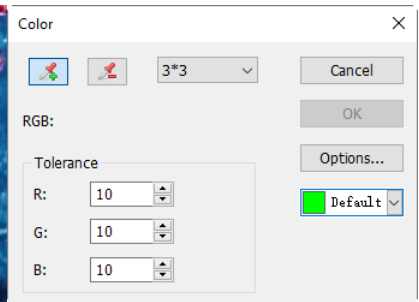 Color
3*3
Cancel
RGB:
OK
Tolerance
Options...
R: 10
Default
G: 10
B: 10